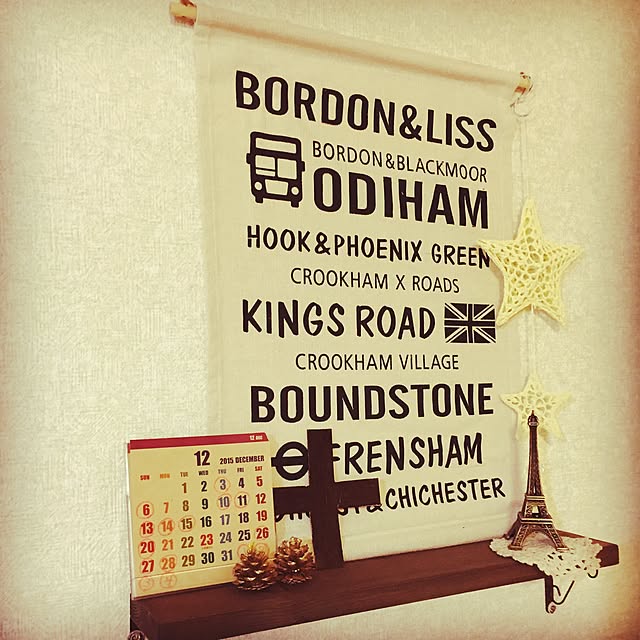 BORDON&LISS
BORDON&BLACKMOOR
ODIHAM
HOOK&PHOENIX GREEN
CROOKHAM X ROADS
KINGS ROAD
CROOKHAM VILLAGE
BOUNDSTONE
FRENSHAM
&CHICHESTER
12 DEC
12 2015 DECEMBER
SUN MON TUE WED THU FRI SAT
1 2 3 4 5
6 7 8 9 10 11 12
13 14 15 16 17 18 19
20 21 22 23 24 25 26
27 28 29 30 31